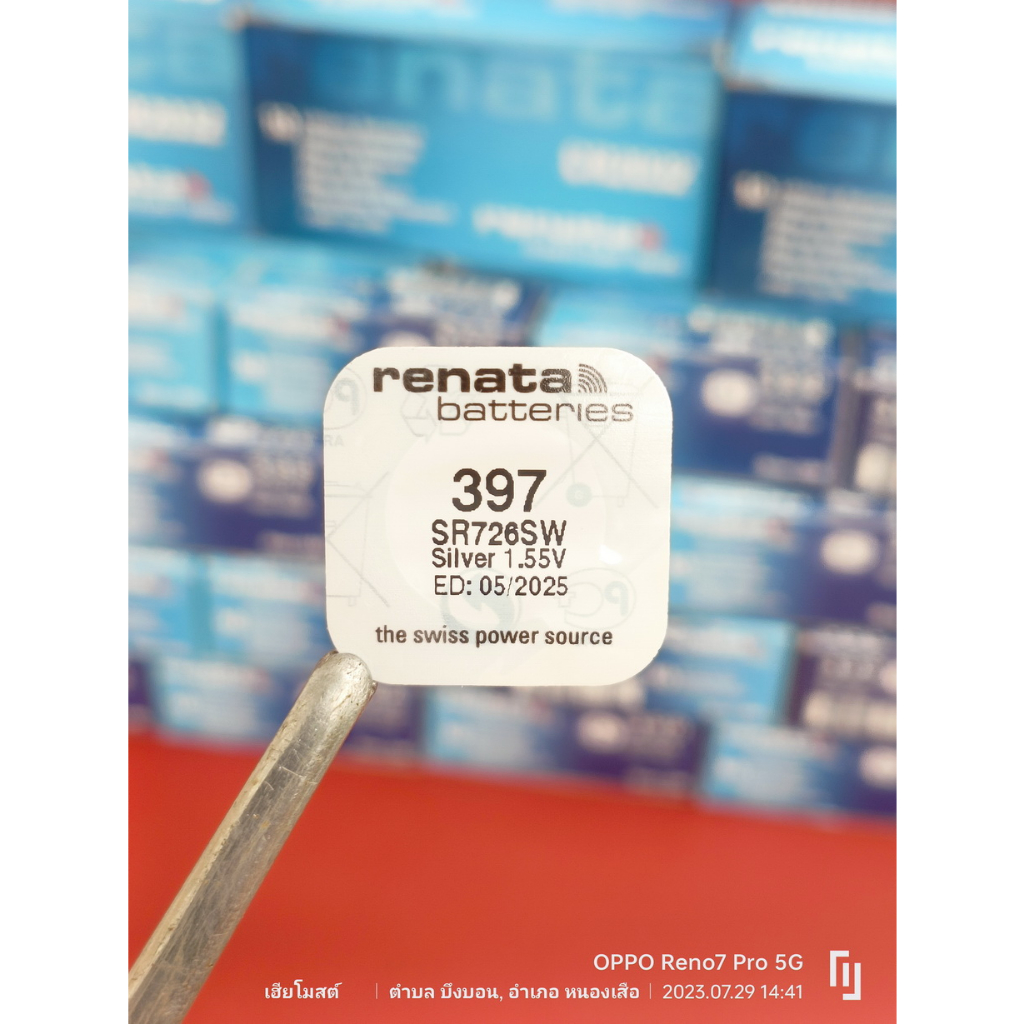 renata
renata
renata
batteries
397
SR726SW
Silver 1.55V
ED: 05/2025
the swiss power source
OPPO Reno7 Pro 5G
เฮียโมสต์ | ตำบล บึงบอน, อำเภอ หนองเสือ | 2023.07.29 14:41